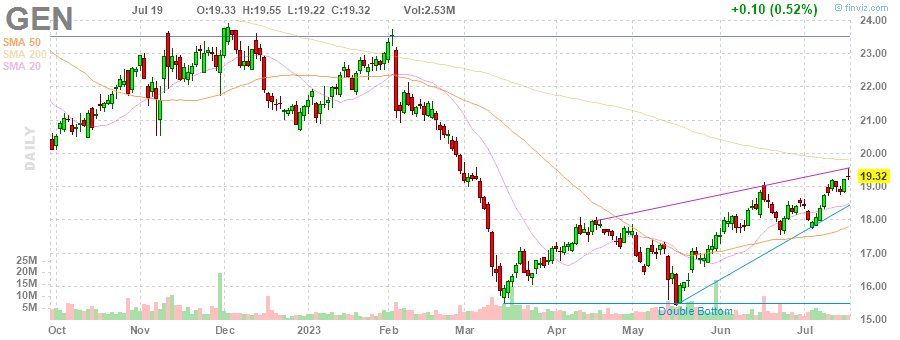 GEN Jul 19 O:19.33 H:19.55 L:19.22 C:19.32 Vol:2.53M +0.10 (0.52%)
© finviz.com
SMA 50
SMA 200
SMA 20
DAILY
24.00
23.00
22.00
21.00
20.00
19.32
19.00
18.00
17.00
16.00
15.00
25M
20M
15M
10M
5M
Double Bottom
Oct Nov Dec 2023 Feb Mar Apr May Jun Jul